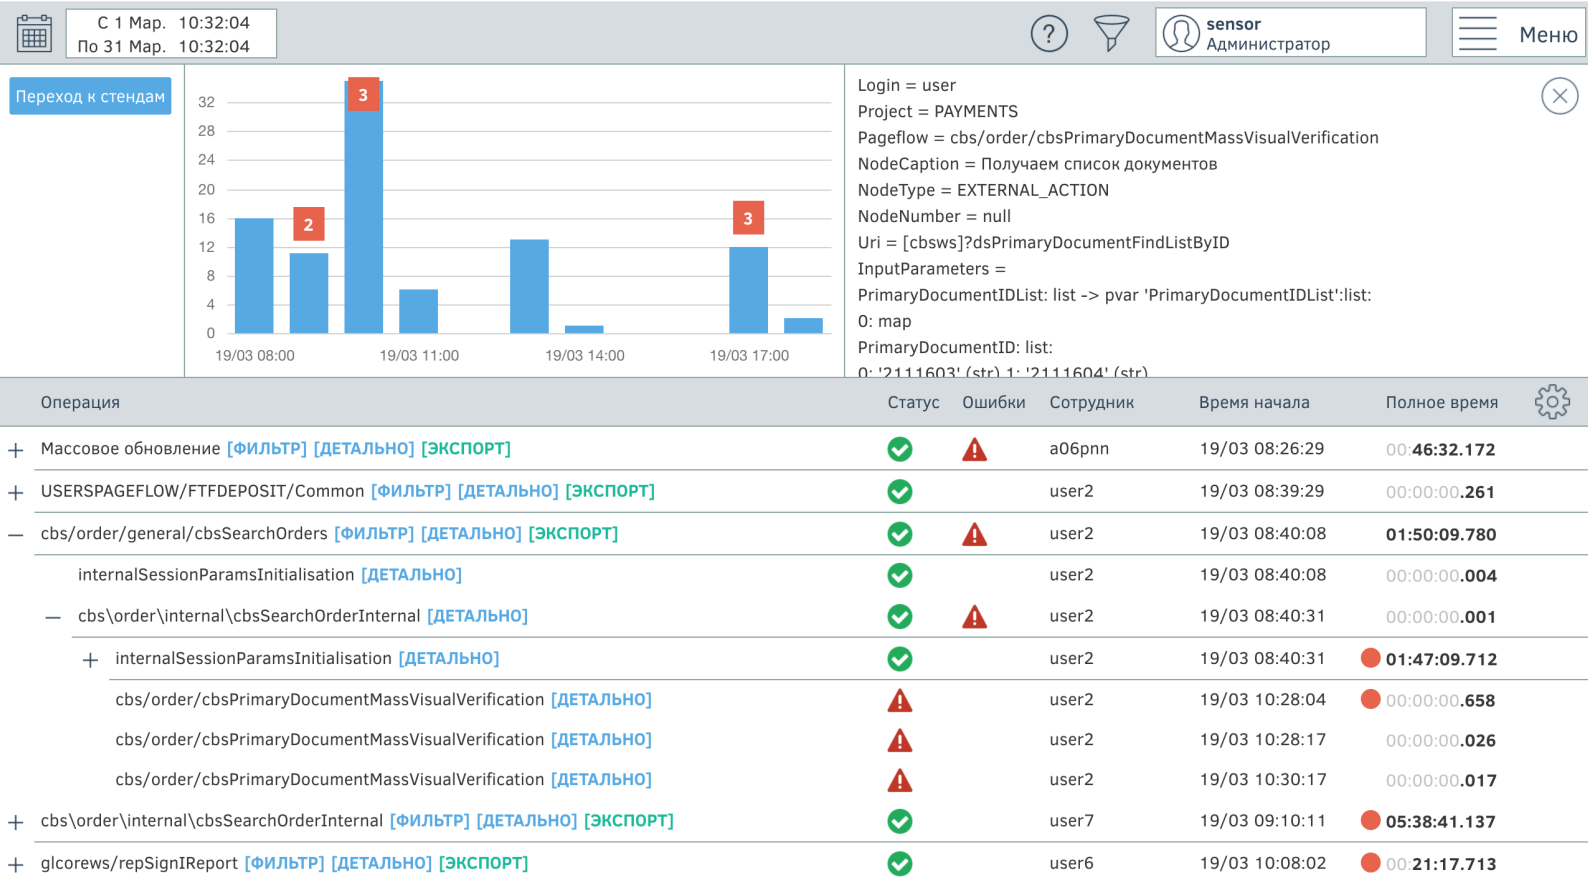 С 1 Мар. 10:32:04
По 31 Мар. 10:32:04
?
sensor
Администратор
Меню
Переход к стендам
32
28
24
20
16
12
8
4
0
3
2
3
19/03 08:00 19/03 11:00 19/03 14:00 19/03 17:00
Login = user
Project = PAYMENTS
Pageflow = cbs/order/cbsPrimaryDocumentMassVisualVerification
NodeCaption = Получаем список документов
NodeType = EXTERNAL_ACTION
NodeNumber = null
Uri = [cbsws]?dsPrimaryDocumentFindListByID
InputParameters =
PrimaryDocumentIDList: list -> pvar 'PrimaryDocumentIDList':list:
0: map
PrimaryDocumentID: list:
0: '2111603' (str) 1: '2111604' (str)
Операция Статус Ошибки Сотрудник Время начала Полное время
Массовое обновление [ФИЛЬТР] [ДЕТАЛЬНО] [ЭКСПОРТ] a06pnn 19/03 08:26:29 00:46:32.172
USERSPAGEFLOW/FTFDEPOSIT/Common [ФИЛЬТР] [ДЕТАЛЬНО] [ЭКСПОРТ] user2 19/03 08:39:29 00:00:00.261
cbs/order/general/cbsSearchOrders [ФИЛЬТР] [ДЕТАЛЬНО] [ЭКСПОРТ] user2 19/03 08:40:08 01:50:09.780
internalSessionParamsInitialisation [ДЕТАЛЬНО] user2 19/03 08:40:08 00:00:00.004
cbs\order\internal\cbsSearchOrderInternal [ДЕТАЛЬНО] user2 19/03 08:40:31 00:00:00.001
internalSessionParamsInitialisation [ДЕТАЛЬНО] user2 19/03 08:40:31 01:47:09.712
cbs/order/cbsPrimaryDocumentMassVisualVerification [ДЕТАЛЬНО] user2 19/03 10:28:04 00:00:00.658
cbs/order/cbsPrimaryDocumentMassVisualVerification [ДЕТАЛЬНО] user2 19/03 10:28:17 00:00:00.026
cbs/order/cbsPrimaryDocumentMassVisualVerification [ДЕТАЛЬНО] user2 19/03 10:30:17 00:00:00.017
cbs\order\internal\cbsSearchOrderInternal [ФИЛЬТР] [ДЕТАЛЬНО] [ЭКСПОРТ] user7 19/03 09:10:11 05:38:41.137
glcorews/repSignIReport [ФИЛЬТР] [ДЕТАЛЬНО] [ЭКСПОРТ] user6 19/03 10:08:02 00:21:17.713